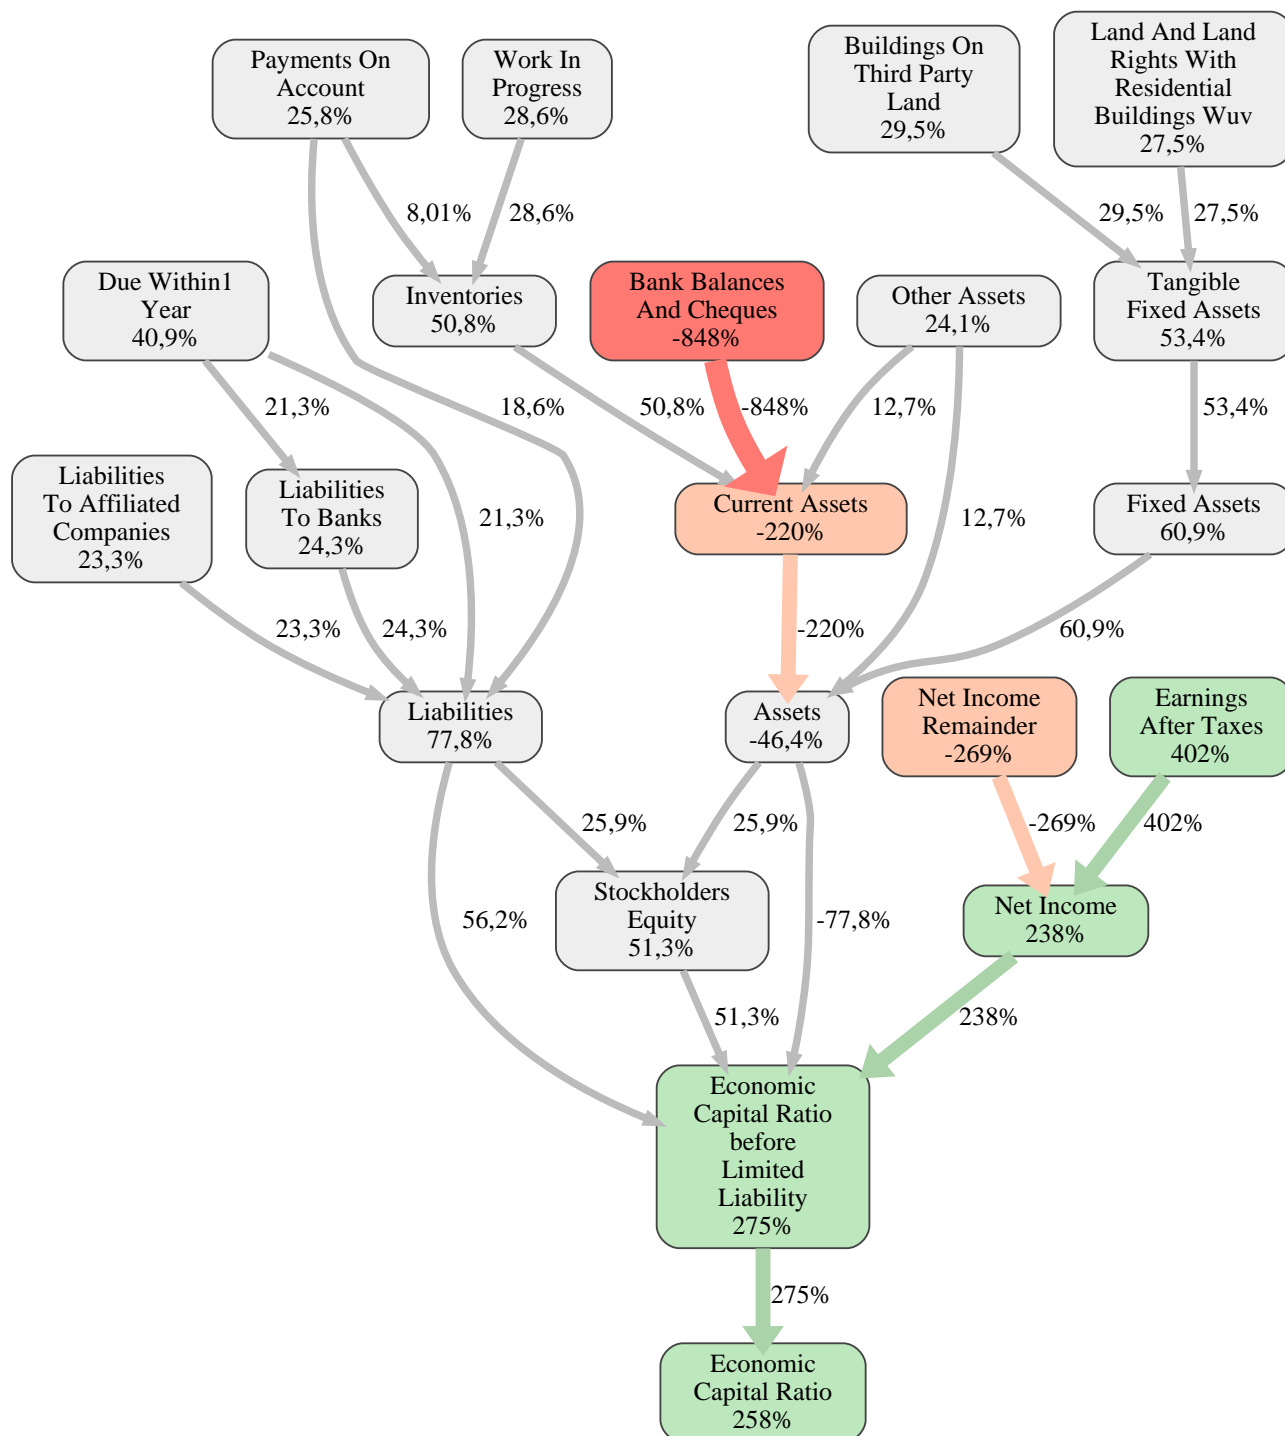 Payments On
Account
25,8%
Work In
Progress
28,6%
Buildings On
Third Party
Land
29,5%
Land And Land
Rights With
Residential
Buildings Wuv
27,5%
8,01%
28,6%
29,5%
27,5%
Due Within1
Year
40,9%
Inventories
50,8%
Bank Balances
And Cheques
-848%
Other Assets
24,1%
Tangible
Fixed Assets
53,4%
21,3%
18,6%
50,8%
-848%
12,7%
53,4%
Liabilities
To Affiliated
Companies
23,3%
Liabilities
To Banks
24,3%
21,3%
Current Assets
-220%
12,7%
Fixed Assets
60,9%
23,3%
24,3%
-220%
60,9%
Liabilities
77,8%
Assets
-46,4%
Net Income
Remainder
-269%
Earnings
After Taxes
402%
25,9%
25,9%
-269%
402%
56,2%
Stockholders
Equity
51,3%
-77,8%
Net Income
238%
51,3%
238%
Economic
Capital Ratio
before
Limited
Liability
275%
275%
Economic
Capital Ratio
258%